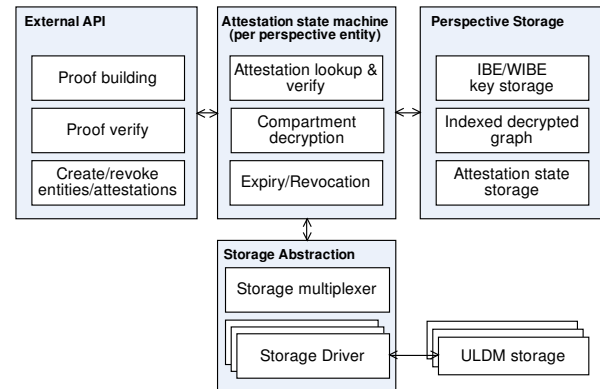 External API
Proof building
Proof verify
Create/revoke
entities/attestations
Attestation state machine
(per perspective entity)
Attestation lookup &
verify
Compartment
decryption
Expiry/Revocation
Perspective Storage
IBE/WIBE
key storage
Indexed decrypted
graph
Attestation state
storage
Storage Abstraction
Storage multiplexer
Storage Driver
ULDM storage